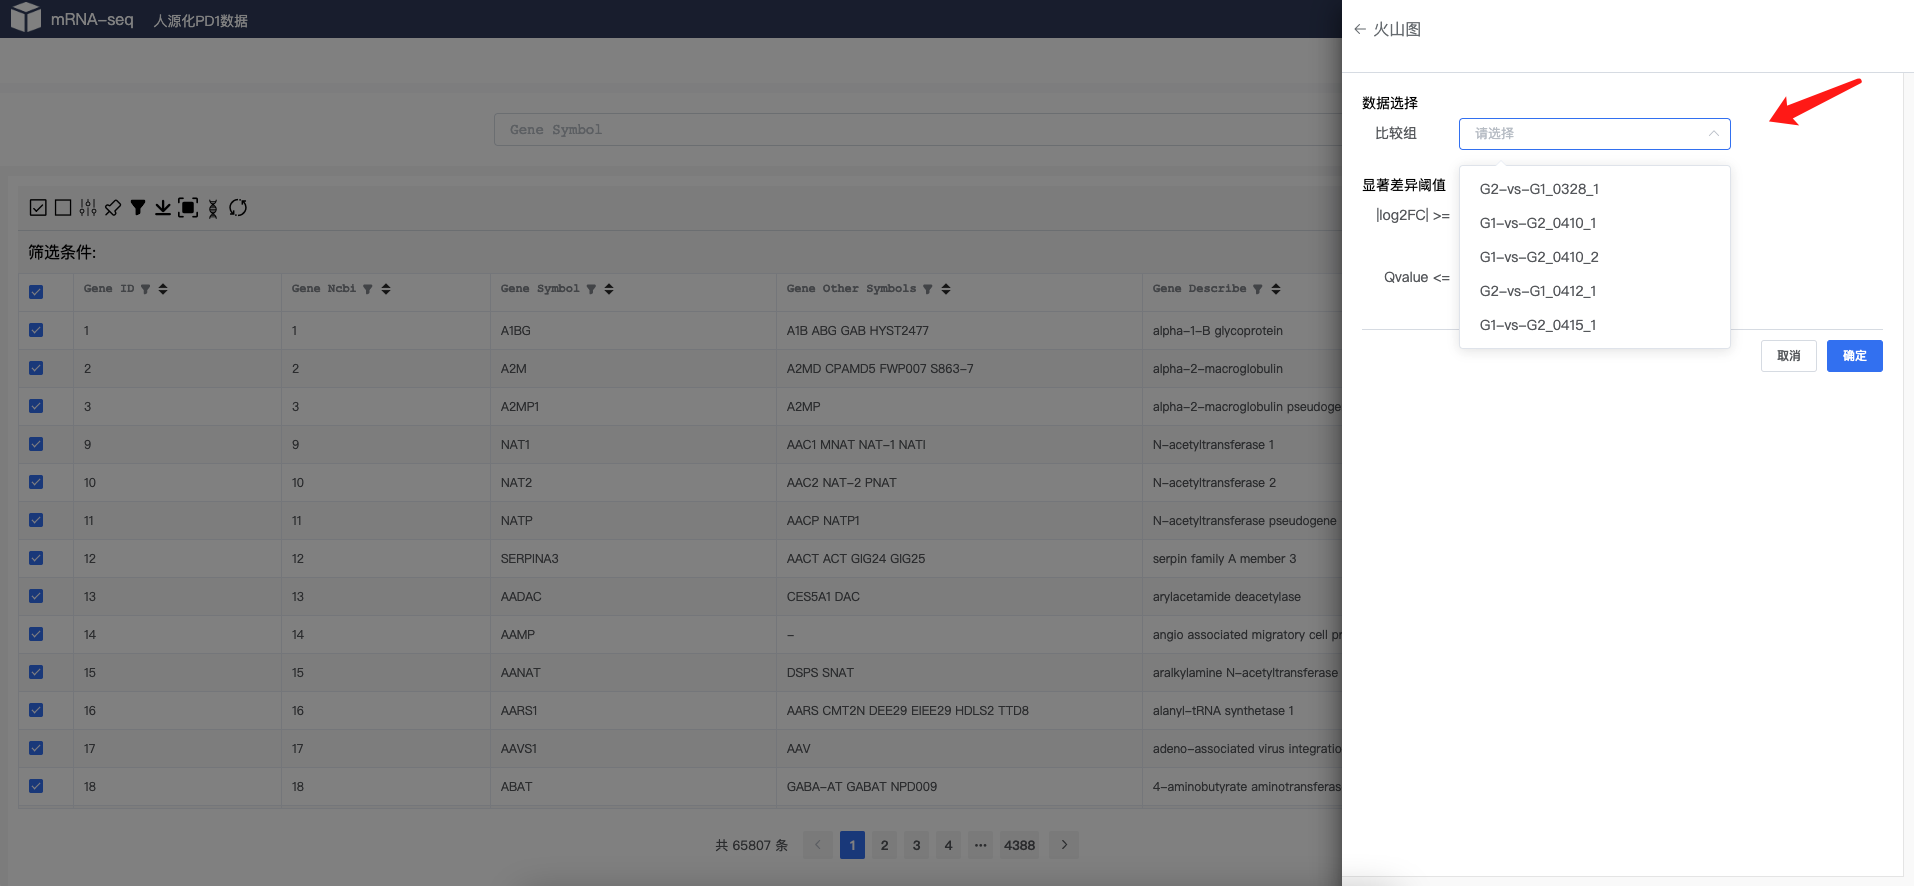 mRNA-seq 人源化PD1数据
Gene Symbol
筛选条件:
Gene ID Gene Ncbi Gene Symbol Gene Other Symbols Gene Describe
1 1 A1BG A1B ABG GAB HYST2477 alpha-1-B glycoprotein
2 2 A2M A2MD CPAMD5 FWP007 S863-7 alpha-2-macroglobulin
3 3 A2MP1 A2MP alpha-2-macroglobulin pseudoge
9 9 NAT1 AAC1 MNAT NAT-1 NATI N-acetyltransferase 1
10 10 NAT2 AAC2 NAT-2 PNAT N-acetyltransferase 2
11 11 NATP AACP NATP1 N-acetyltransferase pseudogene
12 12 SERPINA3 AACT ACT GIG24 GIG25 serpin family A member 3
13 13 AADAC CES5A1 DAC arylacetamide deacetylase
14 14 AAMP - angio associated migratory cell pr
15 15 AANAT DSPS SNAT aralkylamine N-acetyltransferase
16 16 AARS1 AARS CMT2N DEE29 EIEE29 HDLS2 TTD8 alanyl-tRNA synthetase 1
17 17 AAVS1 AAV adeno-associated virus integratio
18 18 ABAT GABA-AT GABAT NPD009 4-aminobutyrate aminotransferas
共 65807 条 1 2 3 4 ••• 4388
火山图
数据选择
比较组 请选择
显著差异阈值
|log2FC| >=
Qvalue <=
G2-vs-G1_0328_1
G1-vs-G2_0410_1
G1-vs-G2_0410_2
G2-vs-G1_0412_1
G1-vs-G2_0415_1
取消 确定